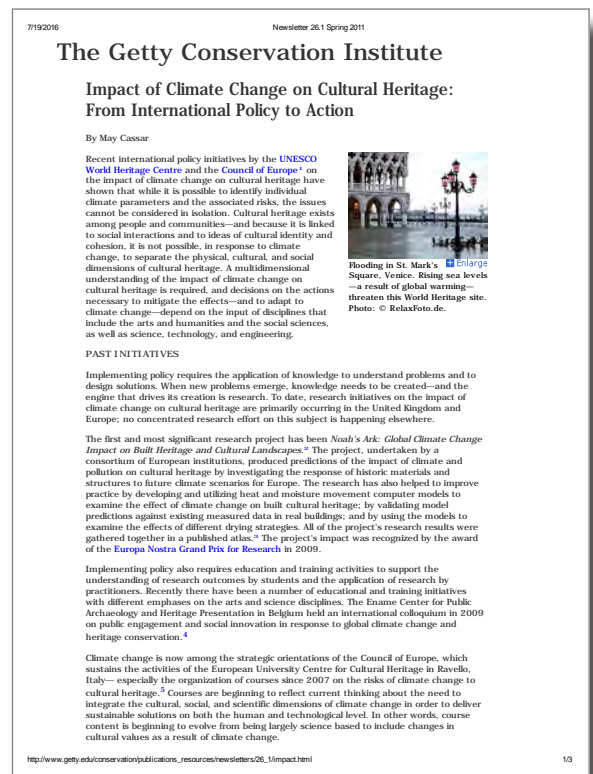 7/19/2016
Newsletter 26.1 Spring 2011
The Getty Conservation Institute
Impact of Climate Change on Cultural Heritage:
From International Policy to Action
By May Cassar
Recent international policy initiatives by the UNESCO
World Heritage Centre and the Council of Europe¹ on
the impact of climate change on cultural heritage have
shown that while it is possible to identify individual
climate parameters and the associated risks, the issues
cannot be considered in isolation. Cultural heritage exists
among people and communities—and because it is linked
to social interactions and to ideas of cultural identity and
cohesion, it is not possible, in response to climate
change, to separate the physical, cultural, and social
dimensions of cultural heritage. A multidimensional
understanding of the impact of climate change on
cultural heritage is required, and decisions on the actions
necessary to mitigate the effects—and to adapt to
climate change—depend on the input of disciplines that
include the arts and humanities and the social sciences,
as well as science, technology, and engineering.
Enlarge
Flooding in St. Mark's
Square, Venice. Rising sea levels
—a result of global warming—
threaten this World Heritage site.
Photo: © RelaxFoto.de.
PAST INITIATIVES
Implementing policy requires the application of knowledge to understand problems and to
design solutions. When new problems emerge, knowledge needs to be created—and the
engine that drives its creation is research. To date, research initiatives on the impact of
climate change on cultural heritage are primarily occurring in the United Kingdom and
Europe; no concentrated research effort on this subject is happening elsewhere.
The first and most significant research project has been Noah's Ark: Global Climate Change
Impact on Built Heritage and Cultural Landscapes.² The project, undertaken by a
consortium of European institutions, produced predictions of the impact of climate and
pollution on cultural heritage by investigating the response of historic materials and
structures to future climate scenarios for Europe. The research has also helped to improve
practice by developing and utilizing heat and moisture movement computer models to
examine the effect of climate change on built cultural heritage; by validating model
predictions against existing measured data in real buildings; and by using the models to
examine the effects of different drying strategies. All of the project's research results were
gathered together in a published atlas.³ The project's impact was recognized by the award
of the Europa Nostra Grand Prix for Research in 2009.
Implementing policy also requires education and training activities to support the
understanding of research outcomes by students and the application of research by
practitioners. Recently there have been a number of educational and training initiatives
with different emphases on the arts and science disciplines. The Ename Center for Public
Archaeology and Heritage Presentation in Belgium held an international colloquium in 2009
on public engagement and social innovation in response to global climate change and
heritage conservation.⁴
Climate change is now among the strategic orientations of the Council of Europe, which
sustains the activities of the European University Centre for Cultural Heritage in Ravello,
Italy— especially the organization of courses since 2007 on the risks of climate change to
cultural heritage.⁵ Courses are beginning to reflect current thinking about the need to
integrate the cultural, social, and scientific dimensions of climate change in order to deliver
sustainable solutions on both the human and technological level. In other words, course
content is beginning to evolve from being largely science based to include changes in
cultural values as a result of climate change.
http://www.getty.edu/conservation/publications_resources/newsletters/26_1/impact.html
1/3